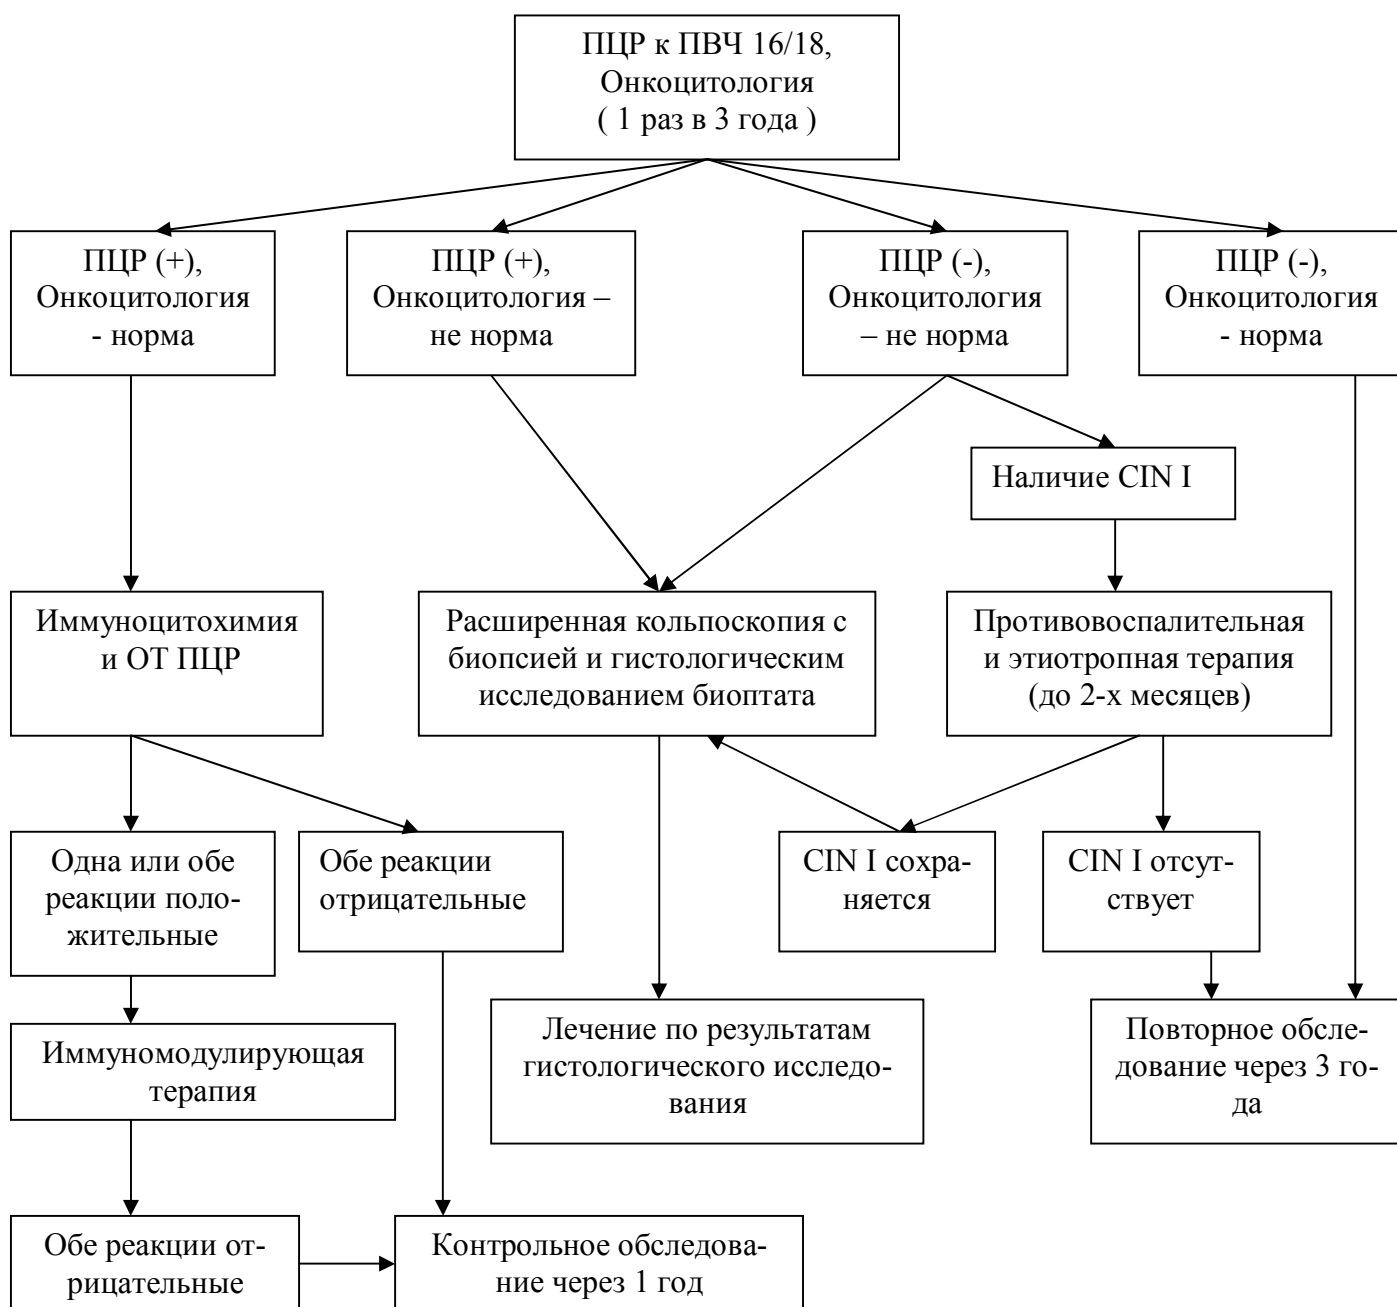 ПЦР к ПВЧ 16/18,
Онкоцитология
( 1 раз в 3 года )
ПЦР (+),
Онкоцитология
- норма
ПЦР (+),
Онкоцитология –
не норма
ПЦР (-),
Онкоцитология
– не норма
ПЦР (-),
Онкоцитология
- норма
Наличие CIN I
Иммуноцитохимия
и ОТ ПЦР
Расширенная кольпоскопия с
биопсией и гистологическим
исследованием биоптата
Противовоспалительная
и этиотропная терапия
(до 2-х месяцев)
Одна или обе
реакции поло-
жительные
Обе реакции
отрицательные
CIN I сохра-
няется
CIN I отсут-
ствует
Иммуномодулирующая
терапия
Лечение по результатам
гистологического исследо-
вания
Повторное обсле-
дование через 3 го-
да
Обе реакции от-
рицательные
Контрольное обследова-
ние через 1 год